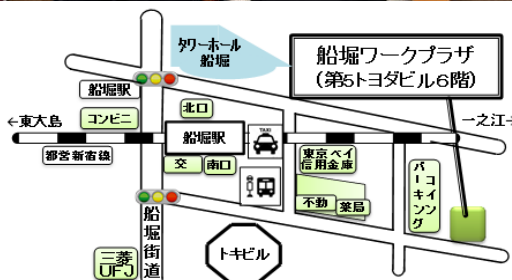 タワーホール
船堀
船堀ワークプラザ
(第5トヨダビル6階)
船堀駅
コンビニ
北口
←東大島
船堀駅
TAXI
一之江→
都営新宿線
交
南口
東京ベイ
信用金庫
コイン
パーキング
不動
薬局
船堀街道
三菱
UFJ
トキビル